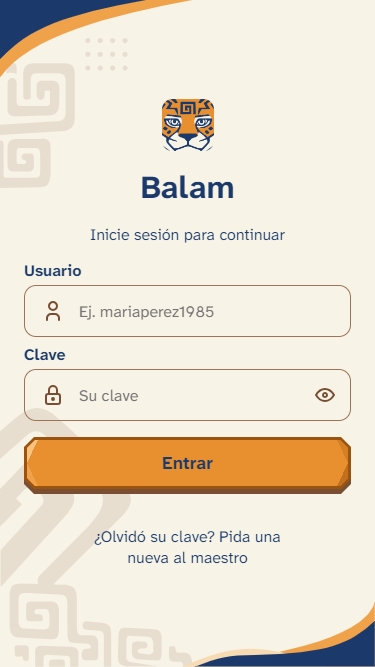 Balam
Inicie sesión para continuar
Usuario
Ej. mariaperez1985
Clave
Su clave
Entrar
¿Olvidó su clave? Pida una
nueva al maestro